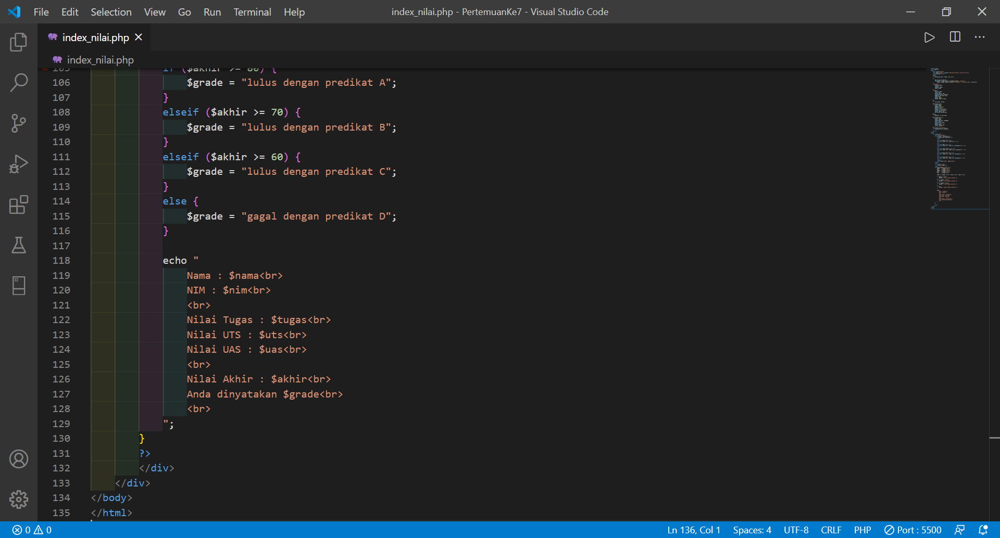 File Edit Selection View Go Run Terminal Help index_nilai.php - PertemuanKe7 - Visual Studio Code
index_nilai.php
index_nilai.php
105 if ($akhir >= 80) {
106 $grade = "lulus dengan predikat A";
107 }
108 elseif ($akhir >= 70) {
109 $grade = "lulus dengan predikat B";
110 }
111 elseif ($akhir >= 60) {
112 $grade = "lulus dengan predikat C";
113 }
114 else {
115 $grade = "gagal dengan predikat D";
116 }
117
118 echo "
119 Nama : $nama<br>
120 NIM : $nim<br>
121 <br>
122 Nilai Tugas : $tugas<br>
123 Nilai UTS : $uts<br>
124 Nilai UAS : $uas<br>
125 <br>
126 Nilai Akhir : $akhir<br>
127 Anda dinyatakan $grade<br>
128 <br>
129 ";
130 }
131 ?>
132 </div>
133 </div>
134 </body>
135 </html>
0 0 Ln 136, Col 1 Spaces: 4 UTF-8 CRLF PHP Port : 5500